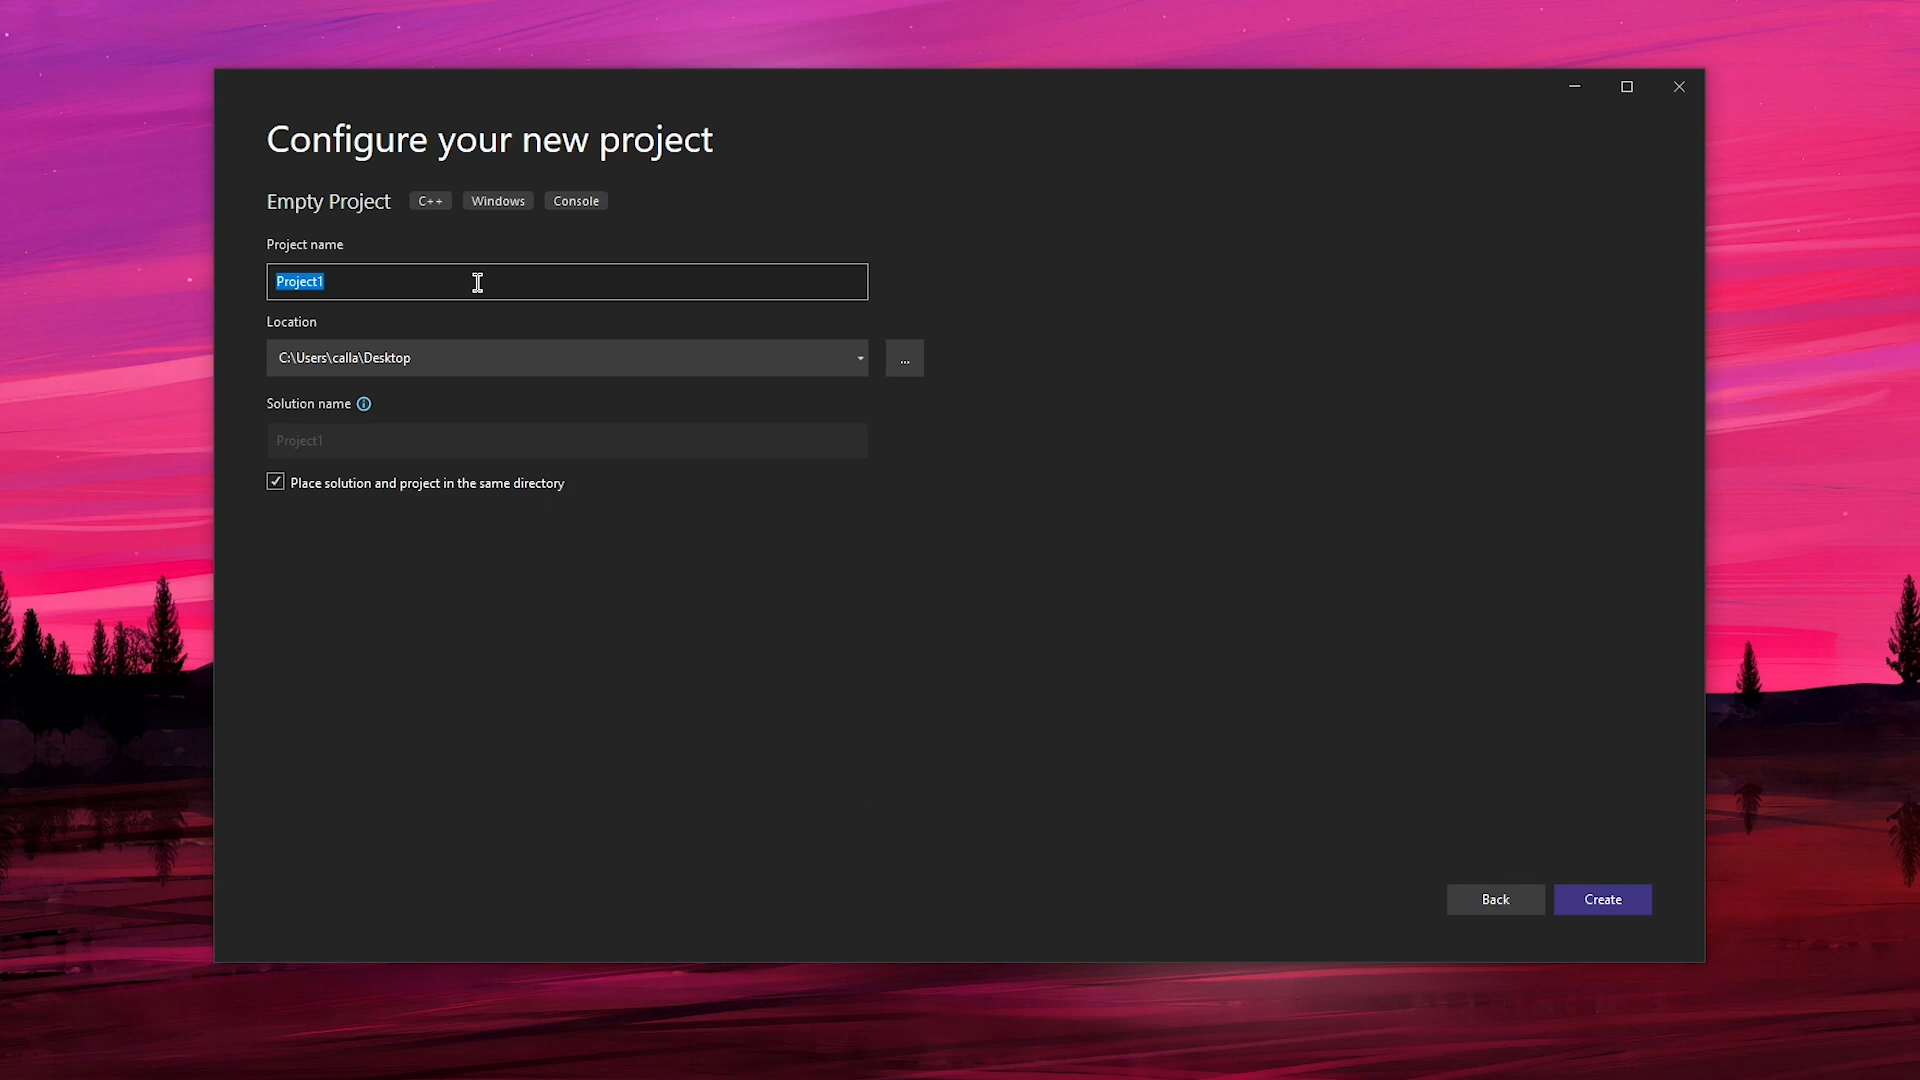 Configure your new project
Empty Project C++ Windows Console
Project name
Project1
Location
C:\Users\calla\Desktop
...
Solution name
Project1
Place solution and project in the same directory
Back Create